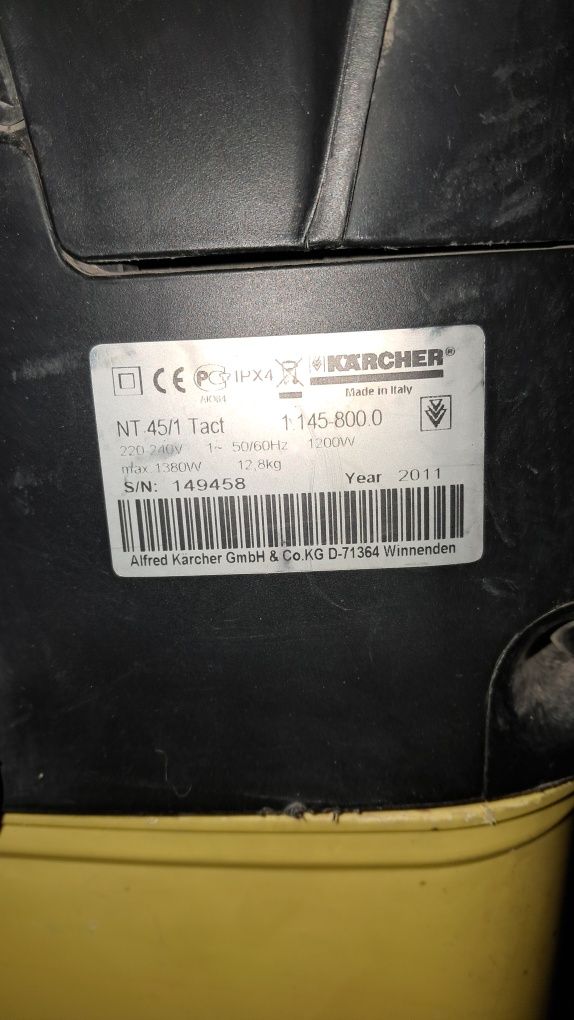 CE IPX4 KÄRCHER®
Made in Italy
NT 45/1 Tact 1.145-800.0
220-240V 1~ 50/60Hz 1200W
max.1380W 12,8kg
S/N: 149458 Year 2011
Alfred Kärcher GmbH & Co.KG D-71364 Winnenden